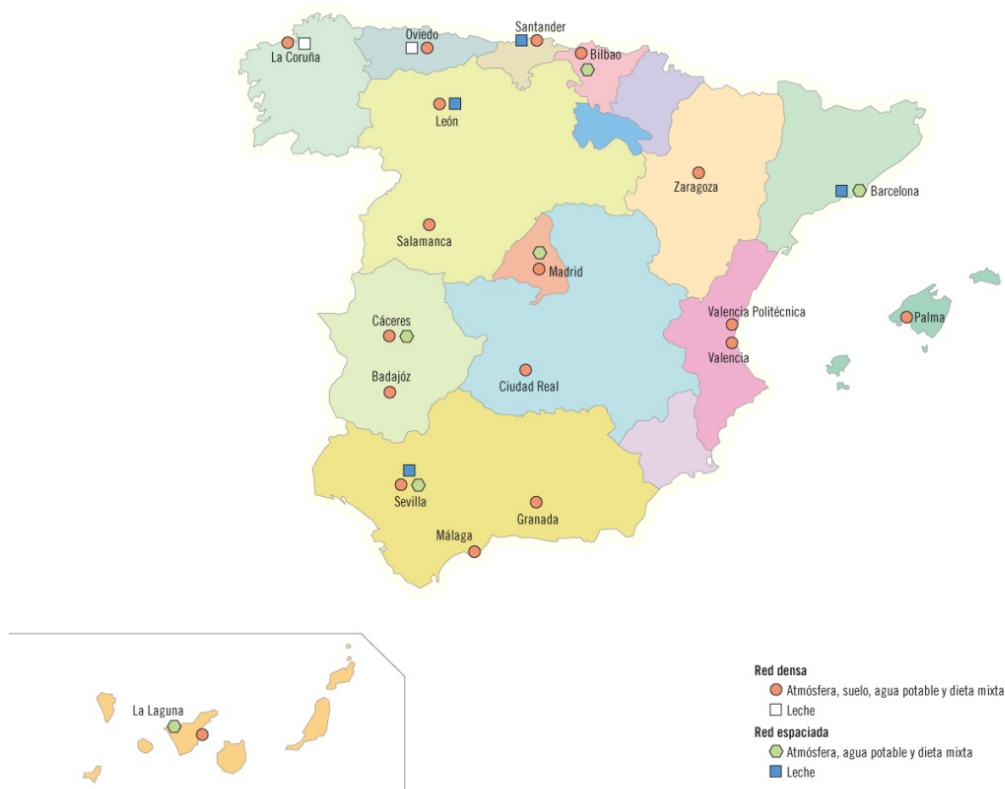 Santander
Oviedo
La Coruña
Bilbao
León
Zaragoza
Barcelona
Salamanca
Madrid
Valencia Politécnica
Palma
Cáceres
Valencia
Badajóz
Ciudad Real
Sevilla
Granada
Málaga
La Laguna
Red densa
Atmósfera, suelo, agua potable y dieta mixta
Leche
Red espaciada
Atmósfera, agua potable y dieta mixta
Leche